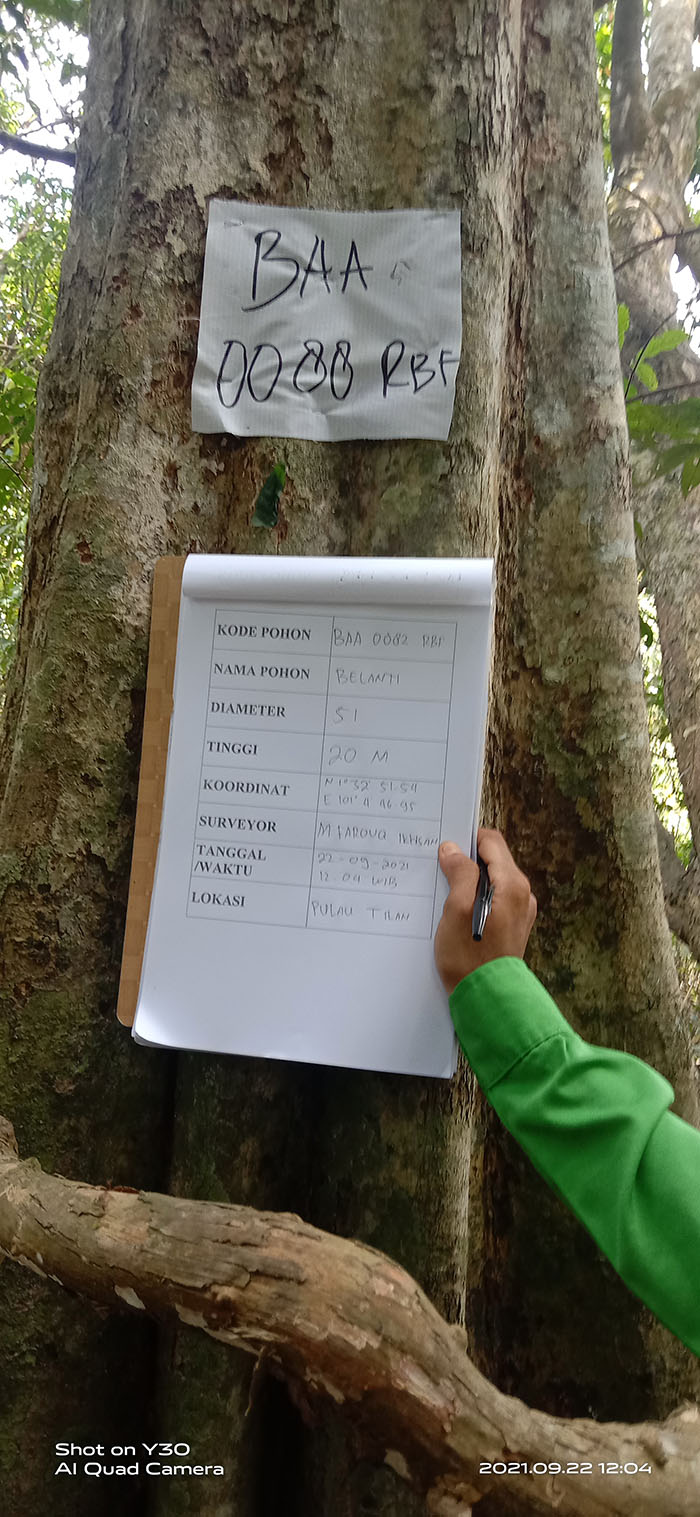 BAA
0088 RBF
KODE POHON BAA 0082 RBF
NAMA POHON BELANTI
DIAMETER 51
TINGGI 20 M
KOORDINAT N 1° 32' 51.54
E 101° 11 46.95
SURVEYOR M FAROUQ IKHSAN
TANGGAL 22-09-2021
/WAKTU 12.04 WIB
LOKASI PULAU TILAN
Shot on Y30
AI Quad Camera
2021.09.22 12:04